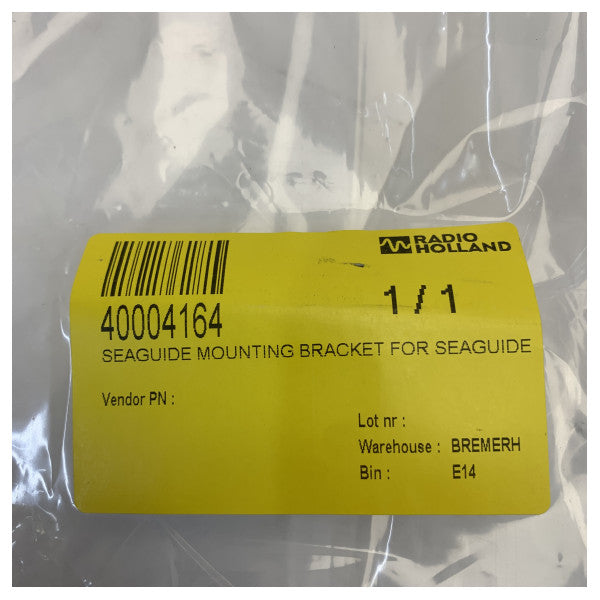 RADIO
HOLLAND
40004164
1 / 1
SEAGUIDE MOUNTING BRACKET FOR SEAGUIDE
Vendor PN :
Lot nr :
Warehouse : BREMERH
Bin : E14